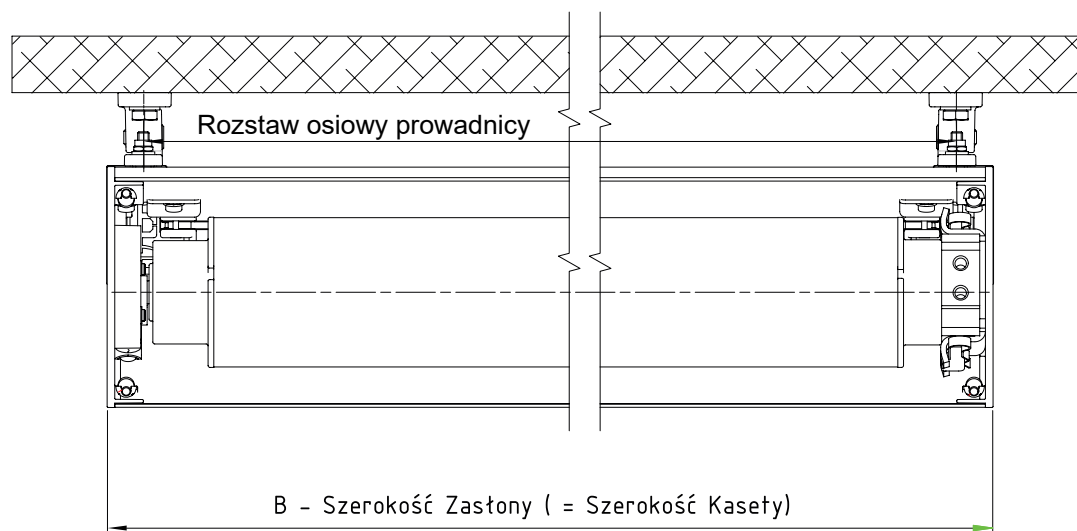 Rozstaw osiowy prowadnicy
B - Szerokość Zasłony ( = Szerokość Kasety)